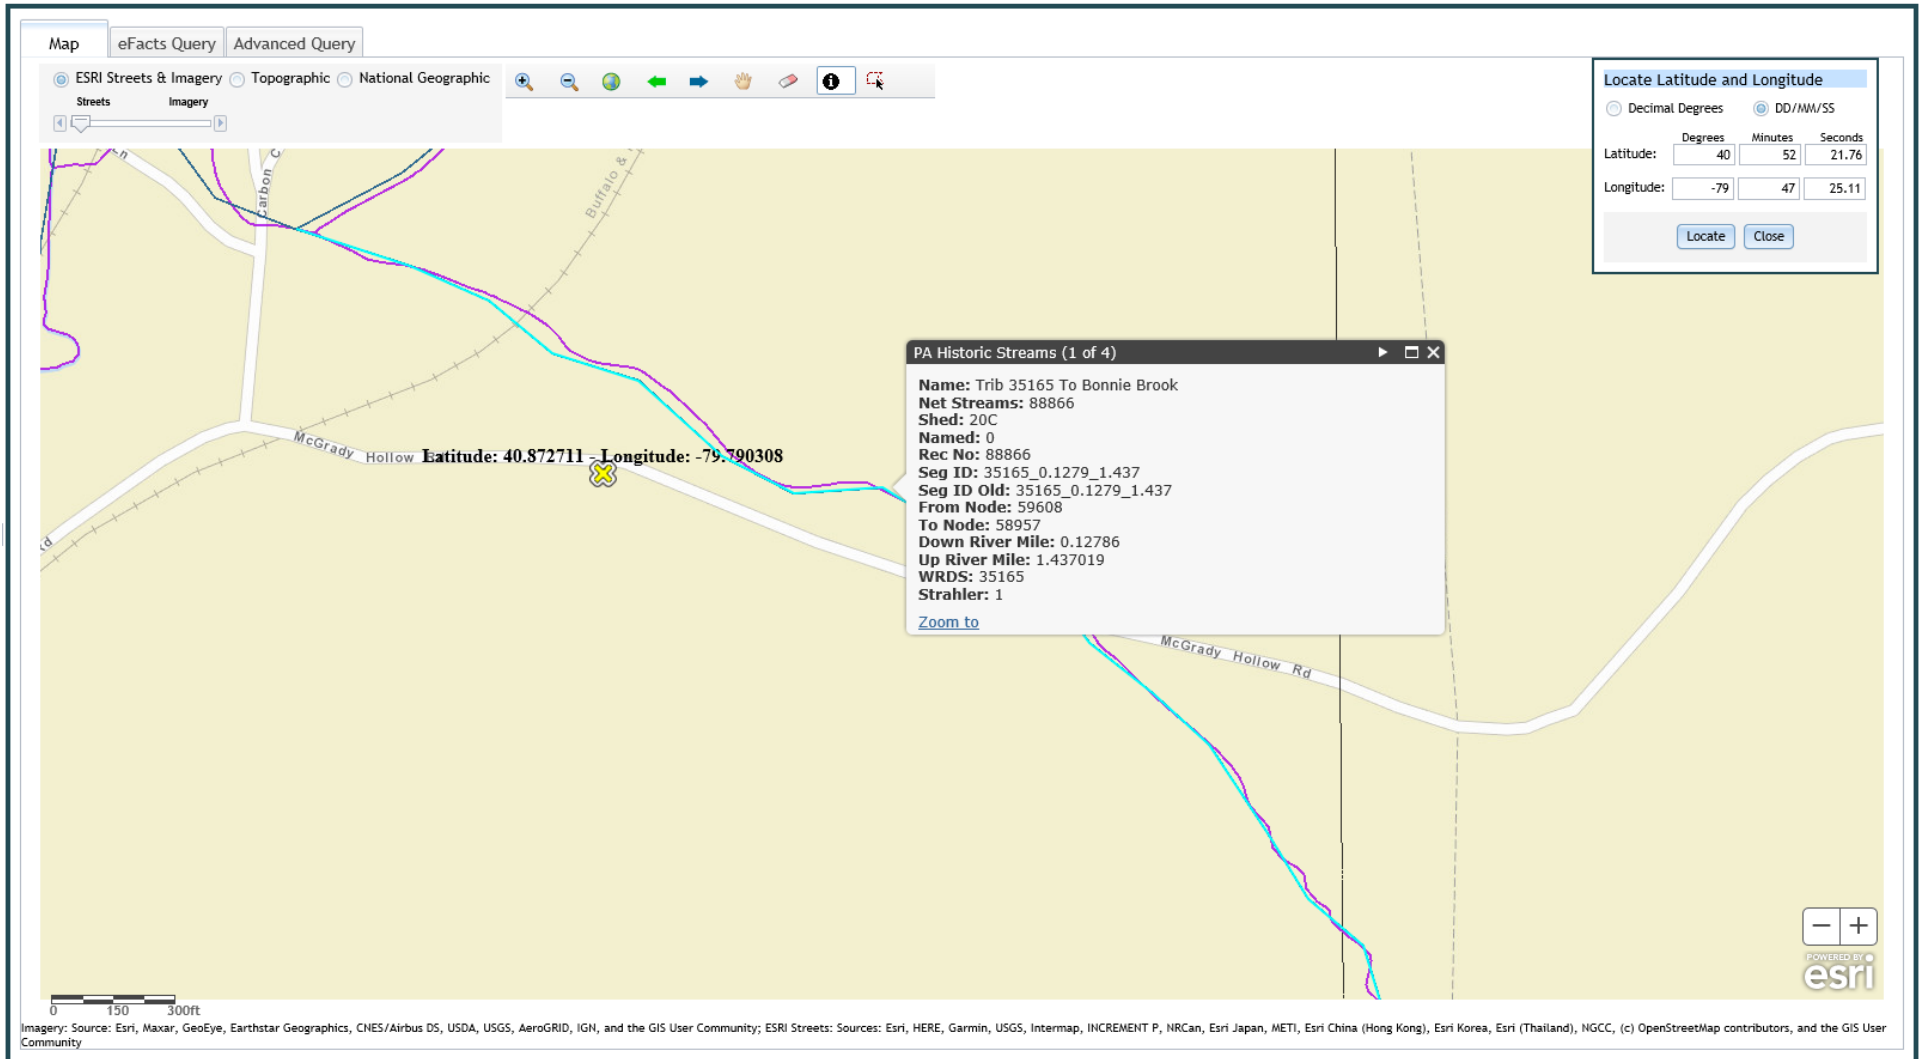 Map eFacts Query Advanced Query
ESRI Streets & Imagery Topographic National Geographic
Streets Imagery
Locate Latitude and Longitude
Decimal Degrees DD/MM/SS
Degrees Minutes Seconds
Latitude: 40 52 21.76
Longitude: -79 47 25.11
Locate Close
Ln
Carbon C
Buffalo &
McGrady Hollow
Latitude: 40.872711 - Longitude: -79.790308
Rd
PA Historic Streams (1 of 4)
Name: Trib 35165 To Bonnie Brook
Net Streams: 88866
Shed: 20C
Named: 0
Rec No: 88866
Seg ID: 35165_0.1279_1.437
Seg ID Old: 35165_0.1279_1.437
From Node: 59608
To Node: 58957
Down River Mile: 0.12786
Up River Mile: 1.437019
WRDS: 35165
Strahler: 1
Zoom to
McGrady Hollow Rd
POWERED BY
esri
0 150 300ft
Imagery: Source: Esri, Maxar, GeoEye, Earthstar Geographics, CNES/Airbus DS, USDA, USGS, AeroGRID, IGN, and the GIS User Community; ESRI Streets: Sources: Esri, HERE, Garmin, USGS, Intermap, INCREMENT P, NRCan, Esri Japan, METI, Esri China (Hong Kong), Esri Korea, Esri (Thailand), NGCC, (c) OpenStreetMap contributors, and the GIS User
Community